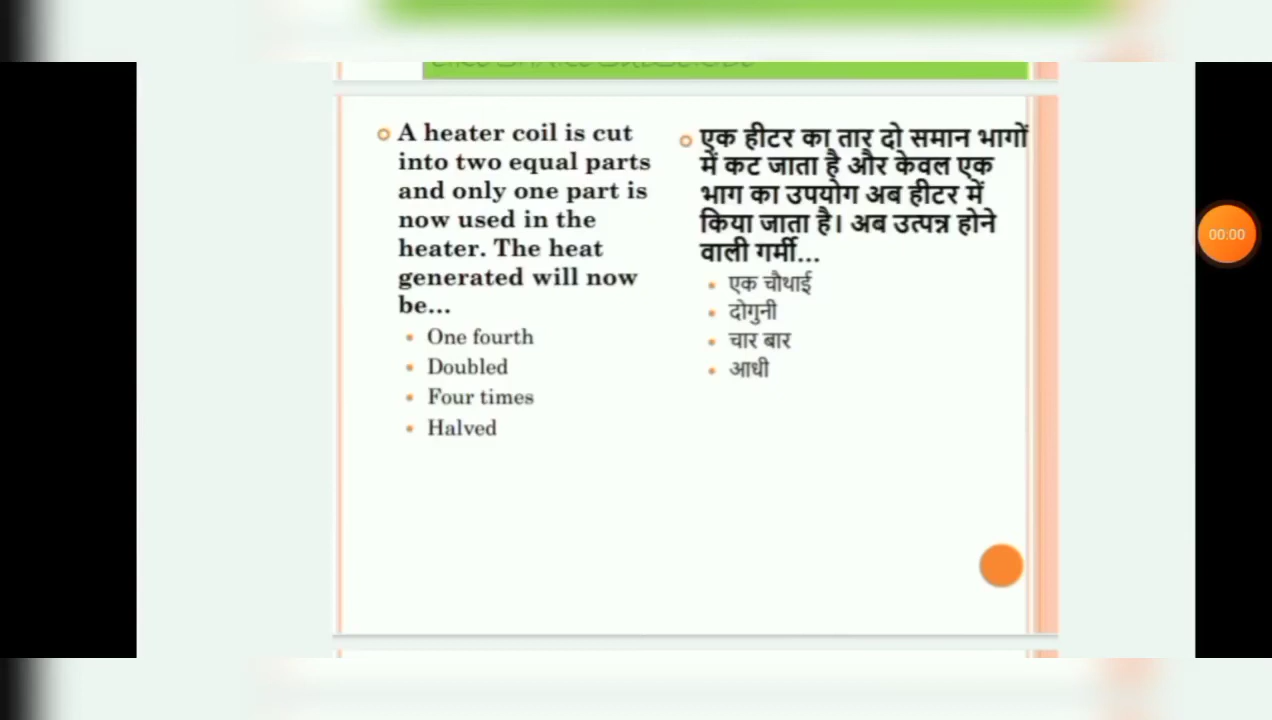 A heater coil is cut
into two equal parts
and only one part is
now used in the
heater. The heat
generated will now
be...
One fourth
Doubled
Four times
Halved
एक हीटर का तार दो समान भागों
में कट जाता है और केवल एक
भाग का उपयोग अब हीटर में
किया जाता है। अब उत्पन्न होने
वाली गर्मी...
एक चौथाई
दोगुनी
चार बार
आधी
00:00